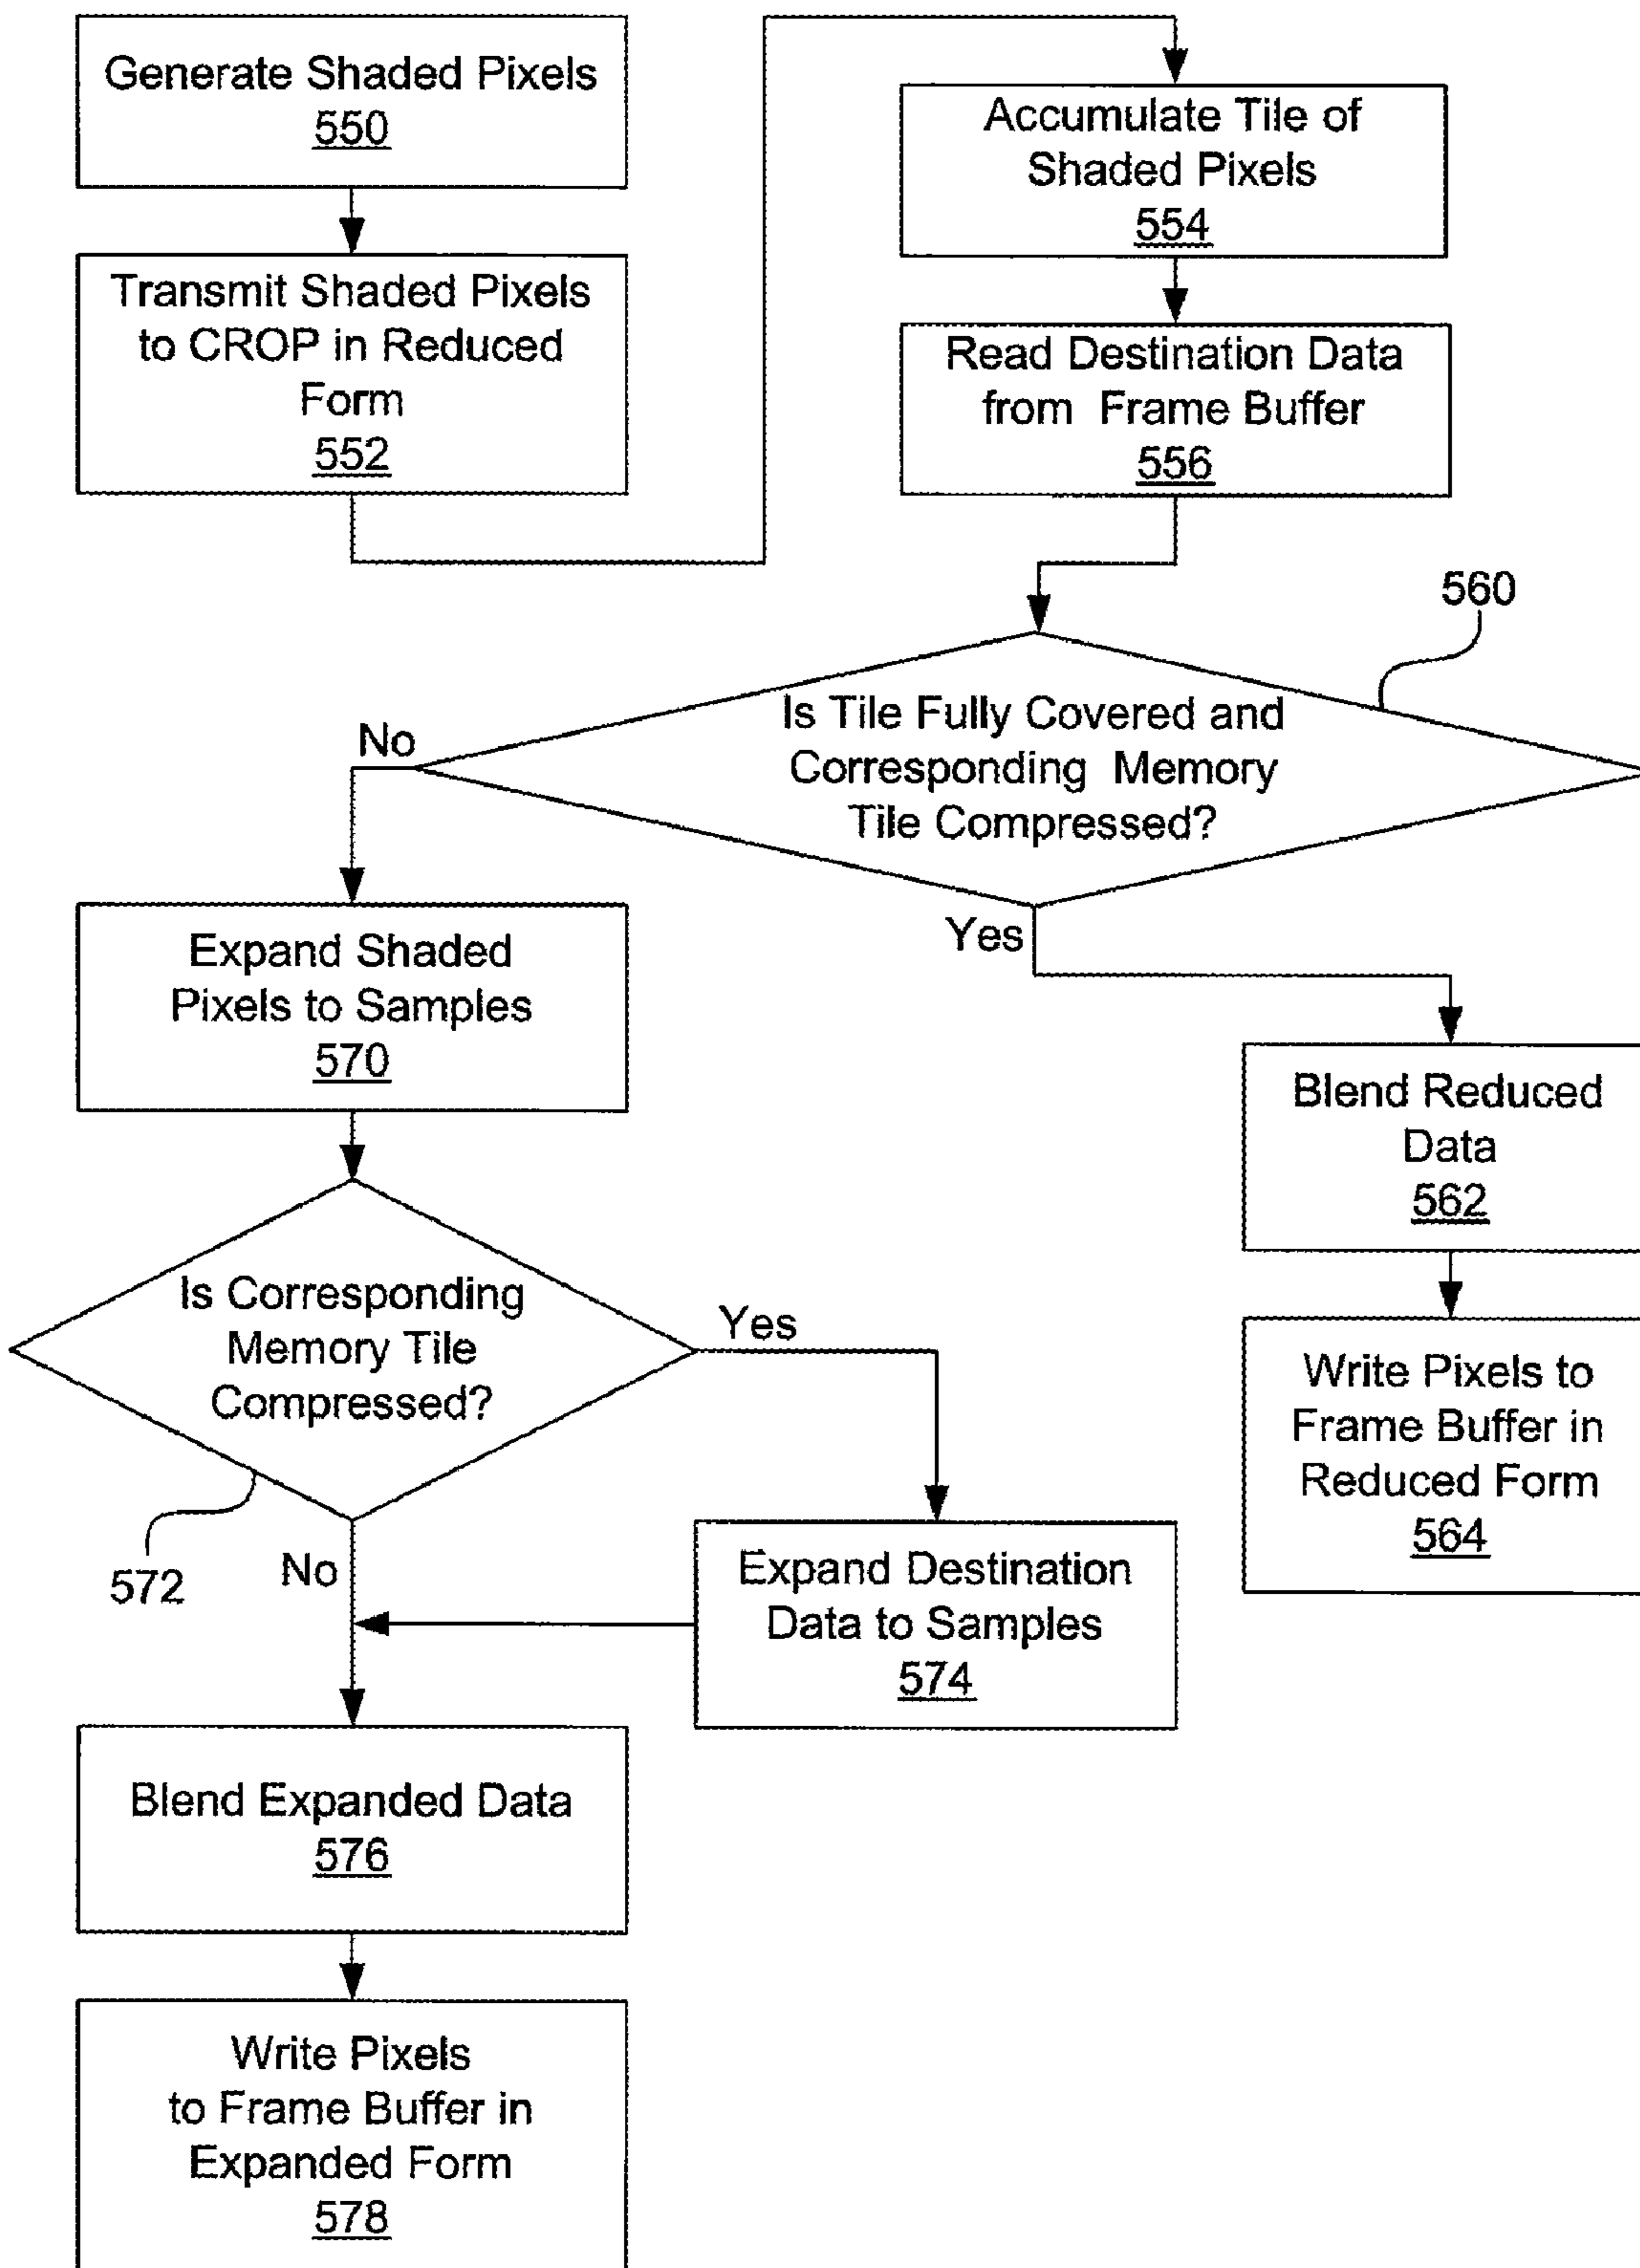 Generate Shaded Pixels
550
Transmit Shaded Pixels
to CROP in Reduced
Form
552
Accumulate Tile of
Shaded Pixels
554
Read Destination Data
from Frame Buffer
556
560
Is Tile Fully Covered and
Corresponding Memory
Tile Compressed?
No
Yes
Expand Shaded
Pixels to Samples
570
Blend Reduced
Data
562
Write Pixels to
Frame Buffer in
Reduced Form
564
Is Corresponding
Memory Tile
Compressed?
Yes
572
No
Expand Destination
Data to Samples
574
Blend Expanded Data
576
Write Pixels
to Frame Buffer in
Expanded Form
578